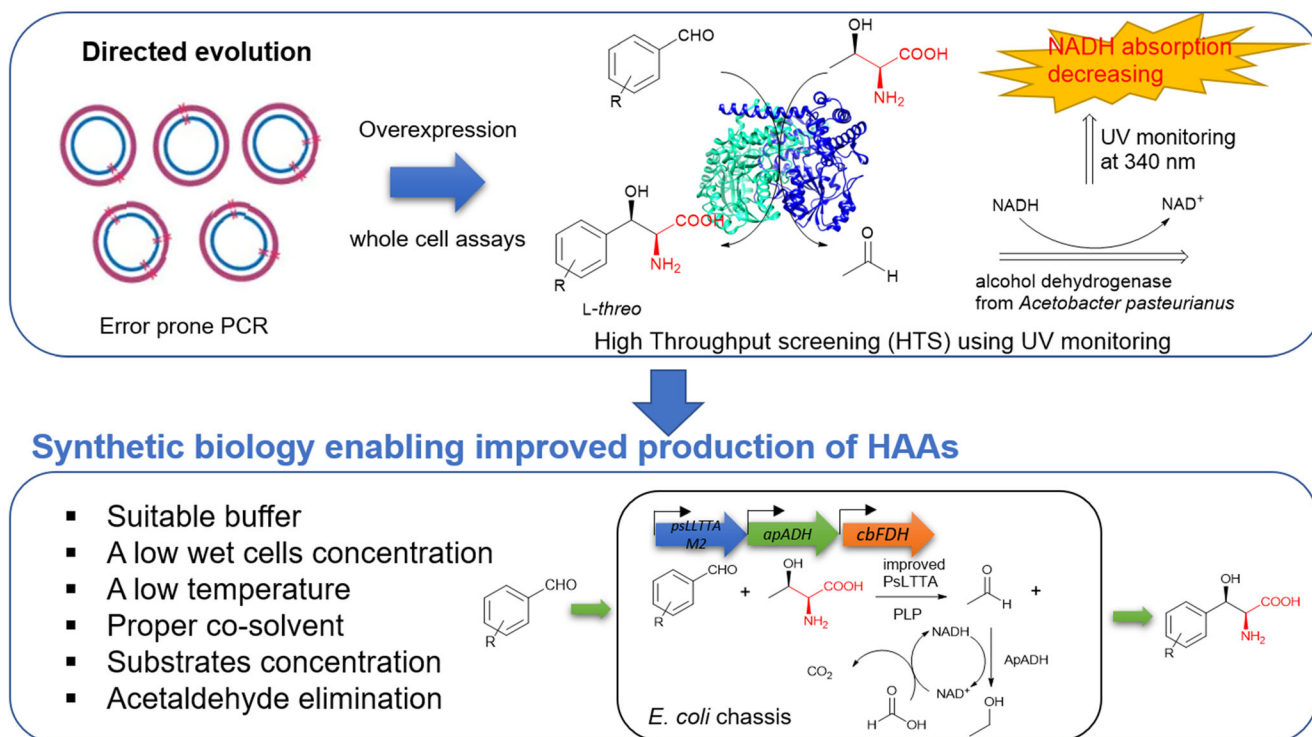 Directed evolution
Error prone PCR
Overexpression
whole cell assays
CHO
R
OH
COOH
NH2
OH
COOH
NH2
R
L-threo
O
H
NADH absorption
decreasing
UV monitoring
at 340 nm
NADH
NAD+
alcohol dehydrogenase
from Acetobacter pasteurianus
High Throughput screening (HTS) using UV monitoring
Synthetic biology enabling improved production of HAAs
▪ Suitable buffer
▪ A low wet cells concentration
▪ A low temperature
▪ Proper co-solvent
▪ Substrates concentration
▪ Acetaldehyde elimination
CHO
R
psLLTTA
M2
apADH
cbFDH
CHO
R
+
OH
COOH
NH2
improved
PsLTTA
PLP
O
H
+
NADH
NAD+
ApADH
CO2
O
H
OH
OH
E. coli chassis
OH
COOH
NH2
R